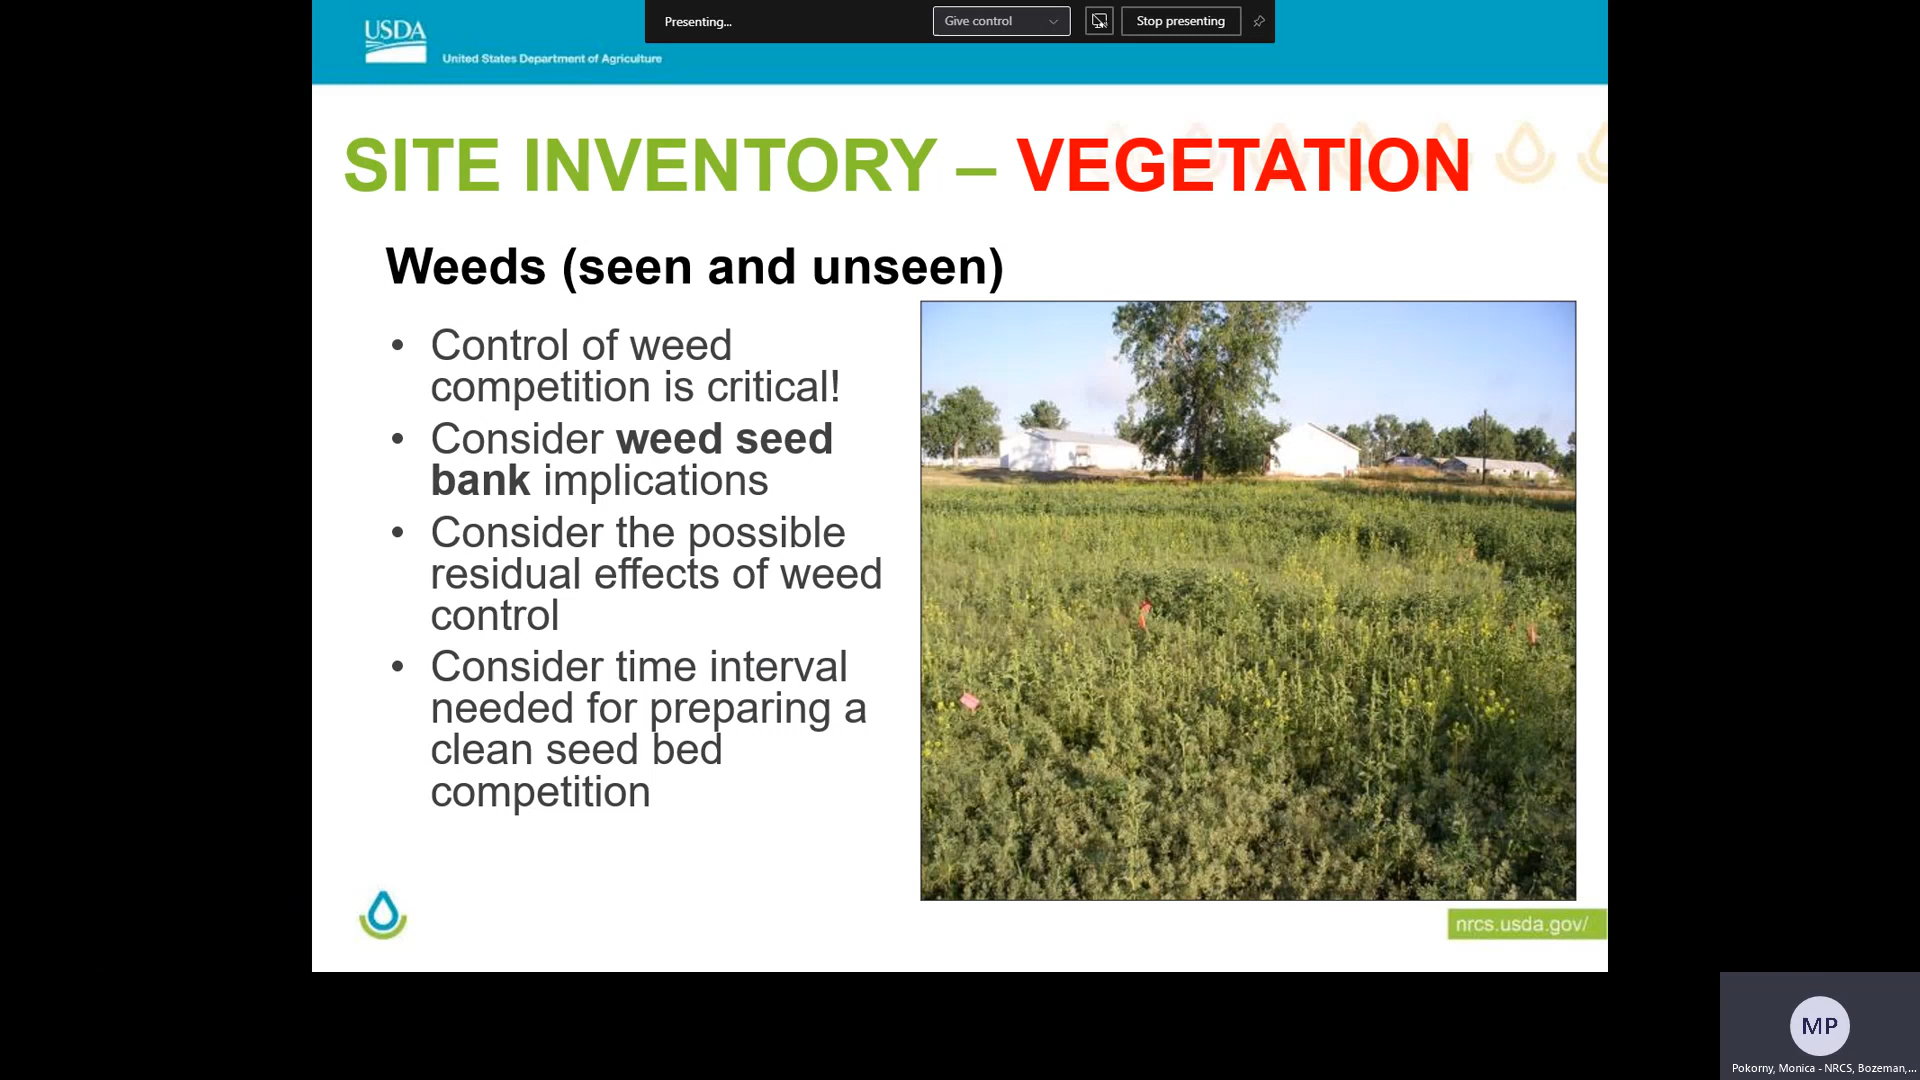 Presenting...
Give control
Stop presenting
USDA
United States Department of Agriculture
SITE INVENTORY – VEGETATION
Weeds (seen and unseen)
• Control of weed
competition is critical!
• Consider weed seed
bank implications
• Consider the possible
residual effects of weed
control
• Consider time interval
needed for preparing a
clean seed bed
competition
nrcs.usda.gov/
MP
Pokorny, Monica - NRCS, Bozeman,...